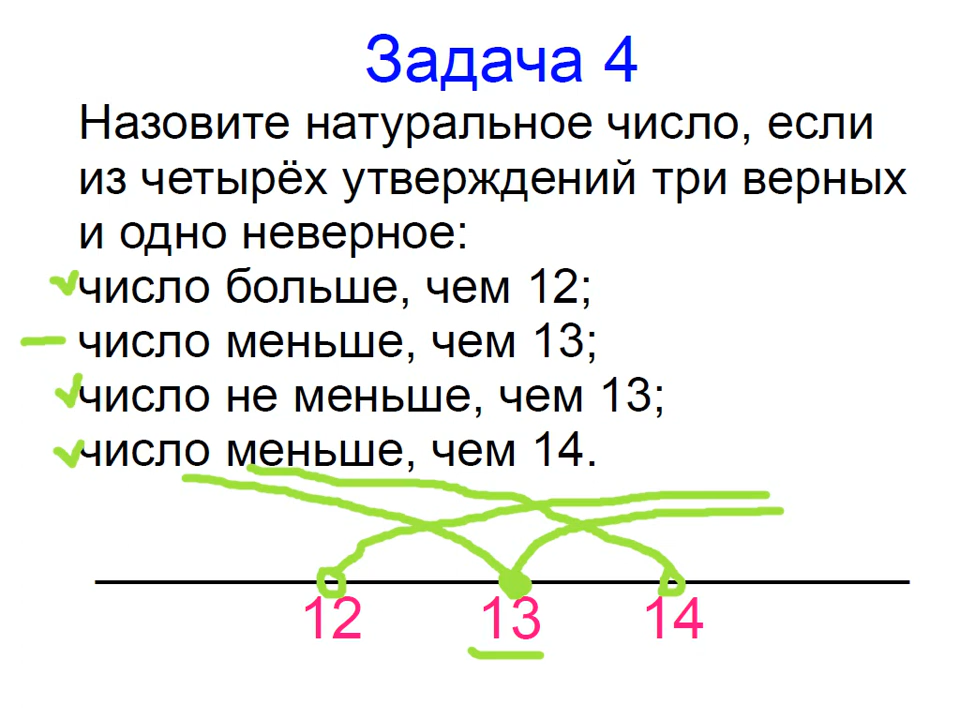 Задача 4
Назовите натуральное число, если
из четырёх утверждений три верных
и одно неверное:
число больше, чем 12;
число меньше, чем 13;
число не меньше, чем 13;
число меньше, чем 14.
12 13 14